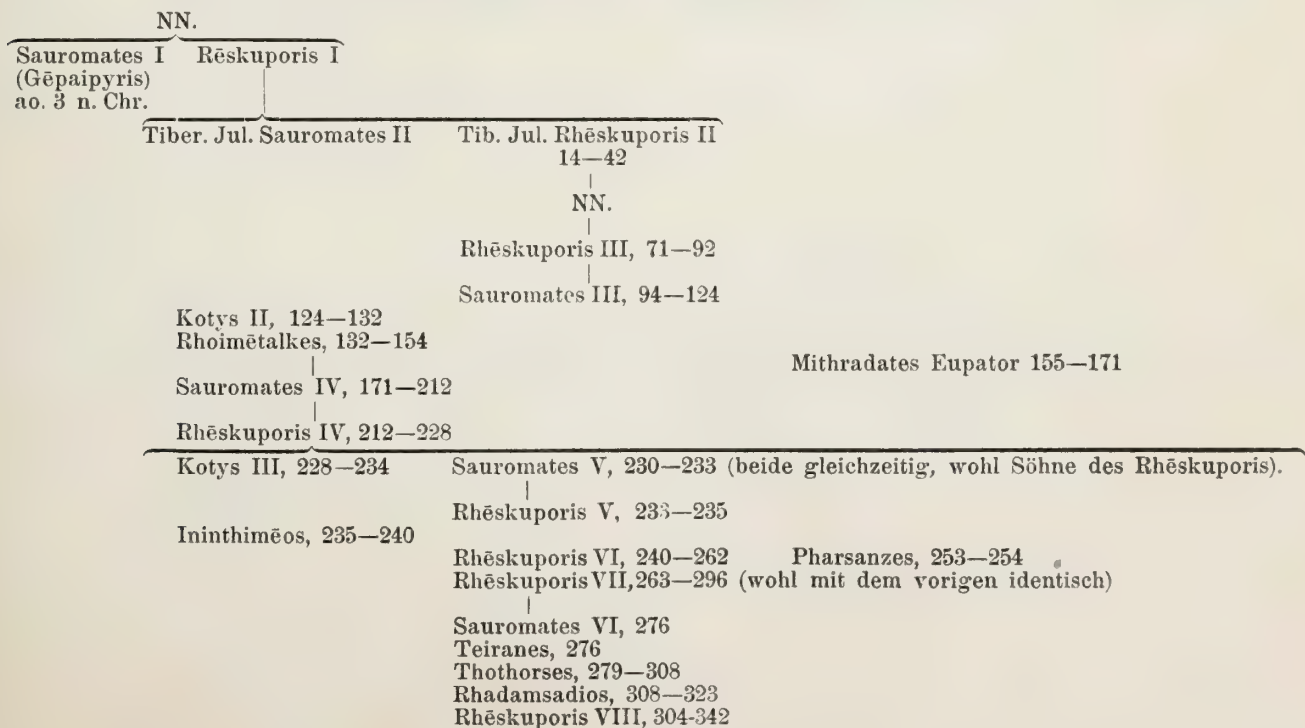 NN.
Sauromates I Rēskuporis I
(Gēpaipyris)
ao. 3 n. Chr.
Tiber. Jul. Sauromates II Tib. Jul. Rhēskuporis II
14—42
NN.
Rhēskuporis III, 71—92
Sauromates III, 94—124
Kotys II, 124—132
Rhoimētalkes, 132—154
Mithradates Eupator 155—171
Sauromates IV, 171—212
Rhēskuporis IV, 212—228
Kotys III, 228—234 Sauromates V, 230—233 (beide gleichzeitig, wohl Söhne des Rhēskuporis).
Rhēskuporis V, 233—235
Ininthimēos, 235—240
Rhēskuporis VI, 240—262 Pharsanzes, 253—254
Rhēskuporis VII, 263—296 (wohl mit dem vorigen identisch)
Sauromates VI, 276
Teiranes, 276
Thothorses, 279—308
Rhadamsadios, 308—323
Rhēskuporis VIII, 304-342